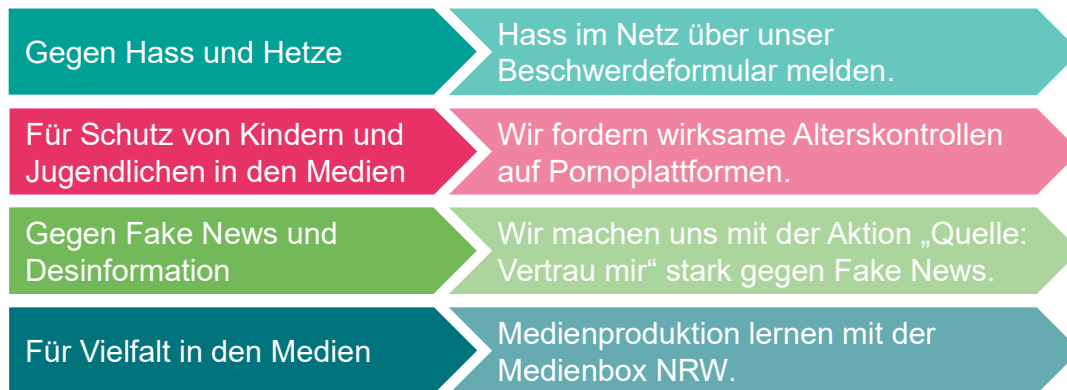 Gegen Hass und Hetze
Hass im Netz über unser
Beschwerdeformular melden.
Für Schutz von Kindern und
Jugendlichen in den Medien
Wir fordern wirksame Alterskontrollen
auf Pornoplattformen.
Gegen Fake News und
Desinformation
Wir machen uns mit der Aktion „Quelle:
Vertrau mir“ stark gegen Fake News.
Für Vielfalt in den Medien
Medienproduktion lernen mit der
Medienbox NRW.